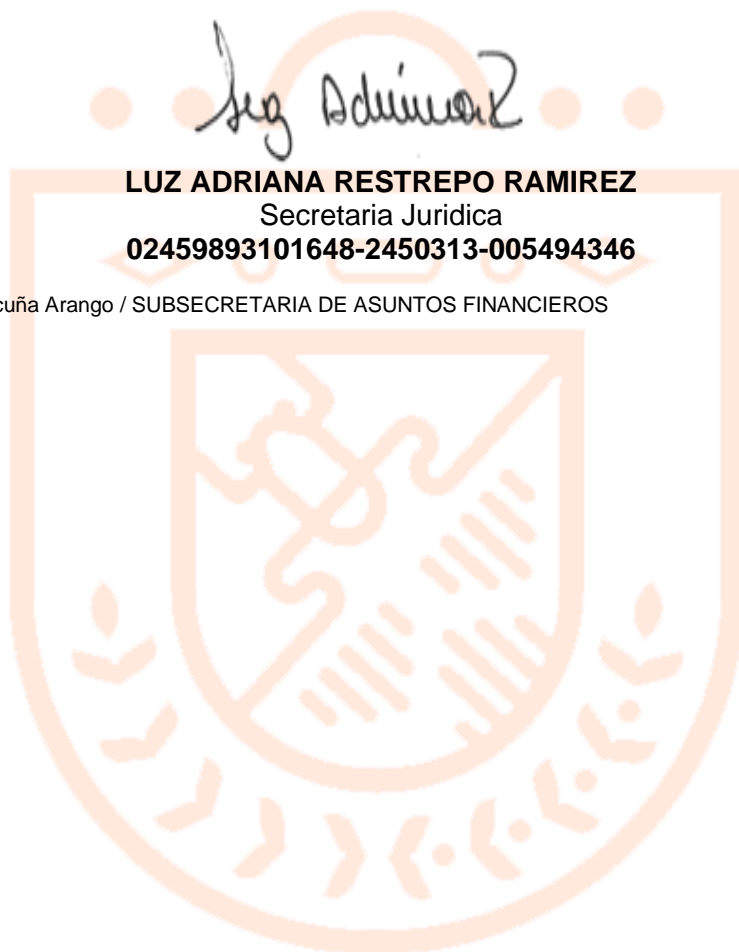 LUZ ADRIANA RESTREPO RAMIREZ
Secretaria Juridica
02459893101648-2450313-005494346
cuña Arango / SUBSECRETARIA DE ASUNTOS FINANCIEROS